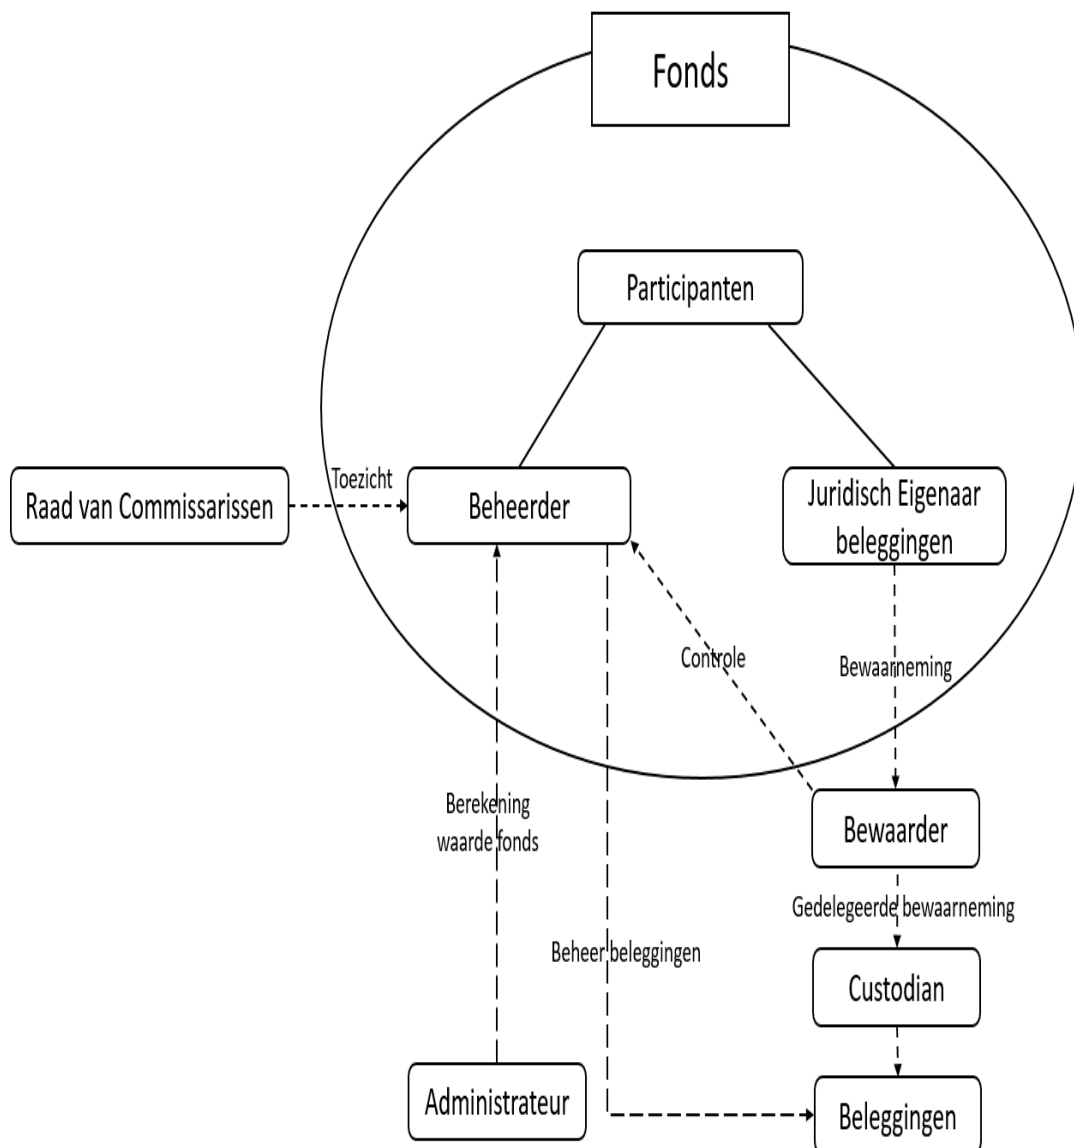 Fonds
Participanten
Toezicht
Raad van Commissarissen
Beheerder
Juridisch Eigenaar
beleggingen
Controle
Bewaarneming
Berekening
waarde fonds
Bewaarder
Gedelegeerde bewaarneming
Beheer beleggingen
Custodian
Administrateur
Beleggingen